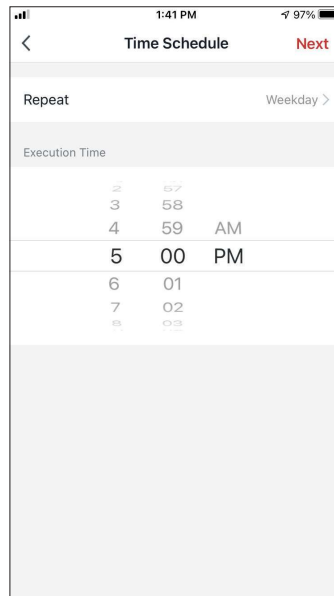 1:41 PM 97%
Time Schedule Next
Repeat Weekday
Execution Time
2 57
3 58
4 59 AM
5 00 PM
6 01
7 02
8 03